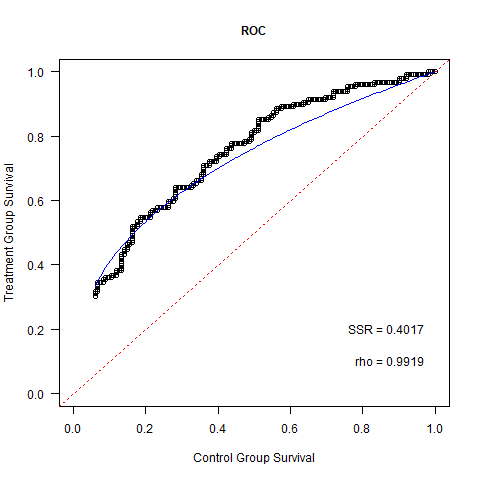 ROC
Treatment Group Survival
1.0
0.8
0.6
0.4
0.2
0.0
SSR = 0.4017
rho = 0.9919
0.0 0.2 0.4 0.6 0.8 1.0
Control Group Survival